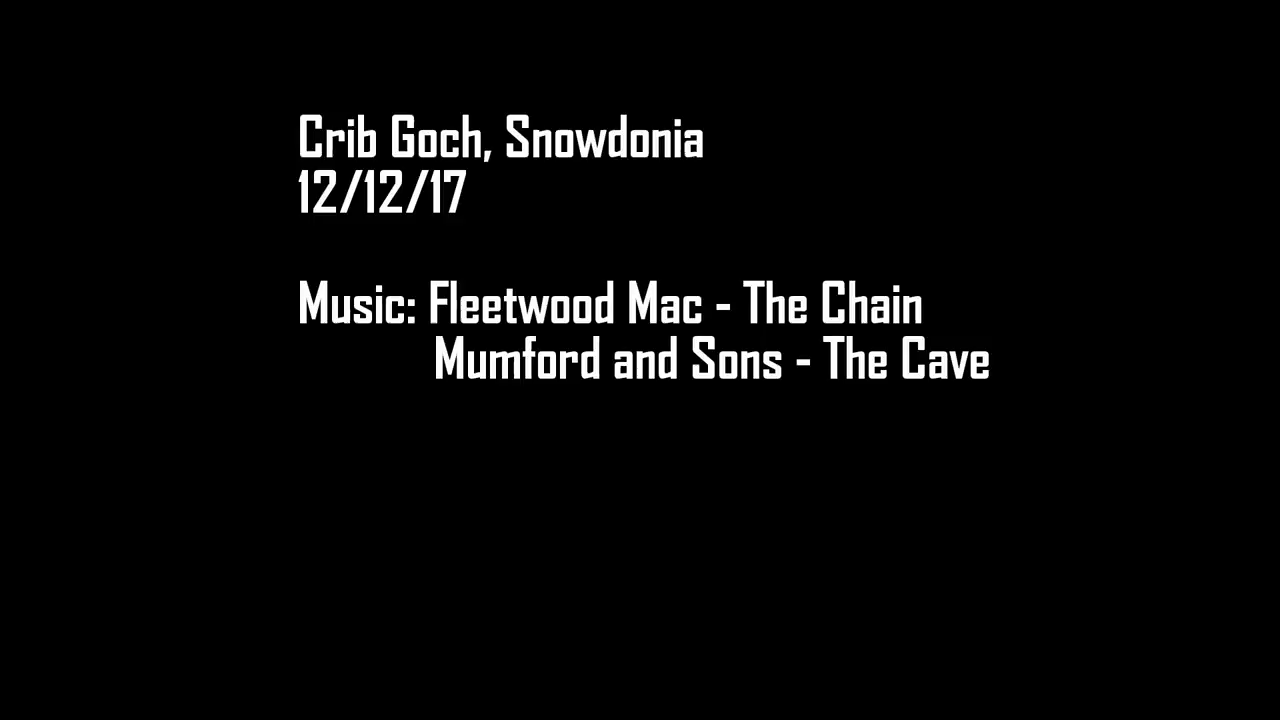 Crib Goch, Snowdonia
12/12/17
Music: Fleetwood Mac - The Chain
Mumford and Sons - The Cave